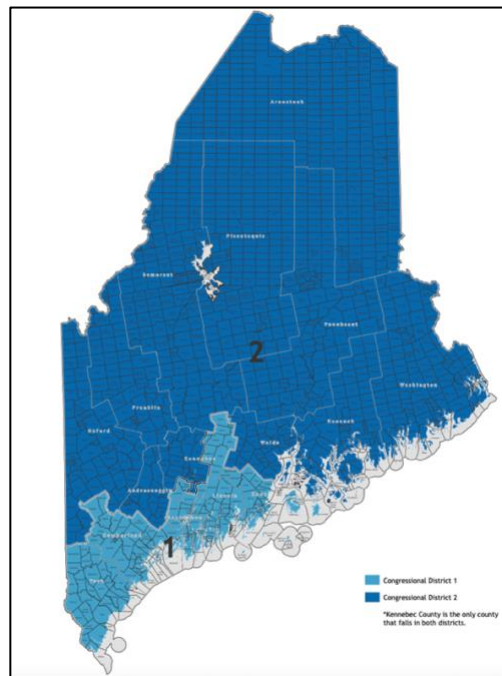 Aroostook
Piscataquis
Somerset
Penobscot
2
Washington
Franklin
Hancock
Oxford
Waldo
Kennebec
Androscoggin
Lincoln
Knox
Cumberland
1
York
Congressional District 1
Congressional District 2
*Kennebec County is the only county
that falls in both districts.